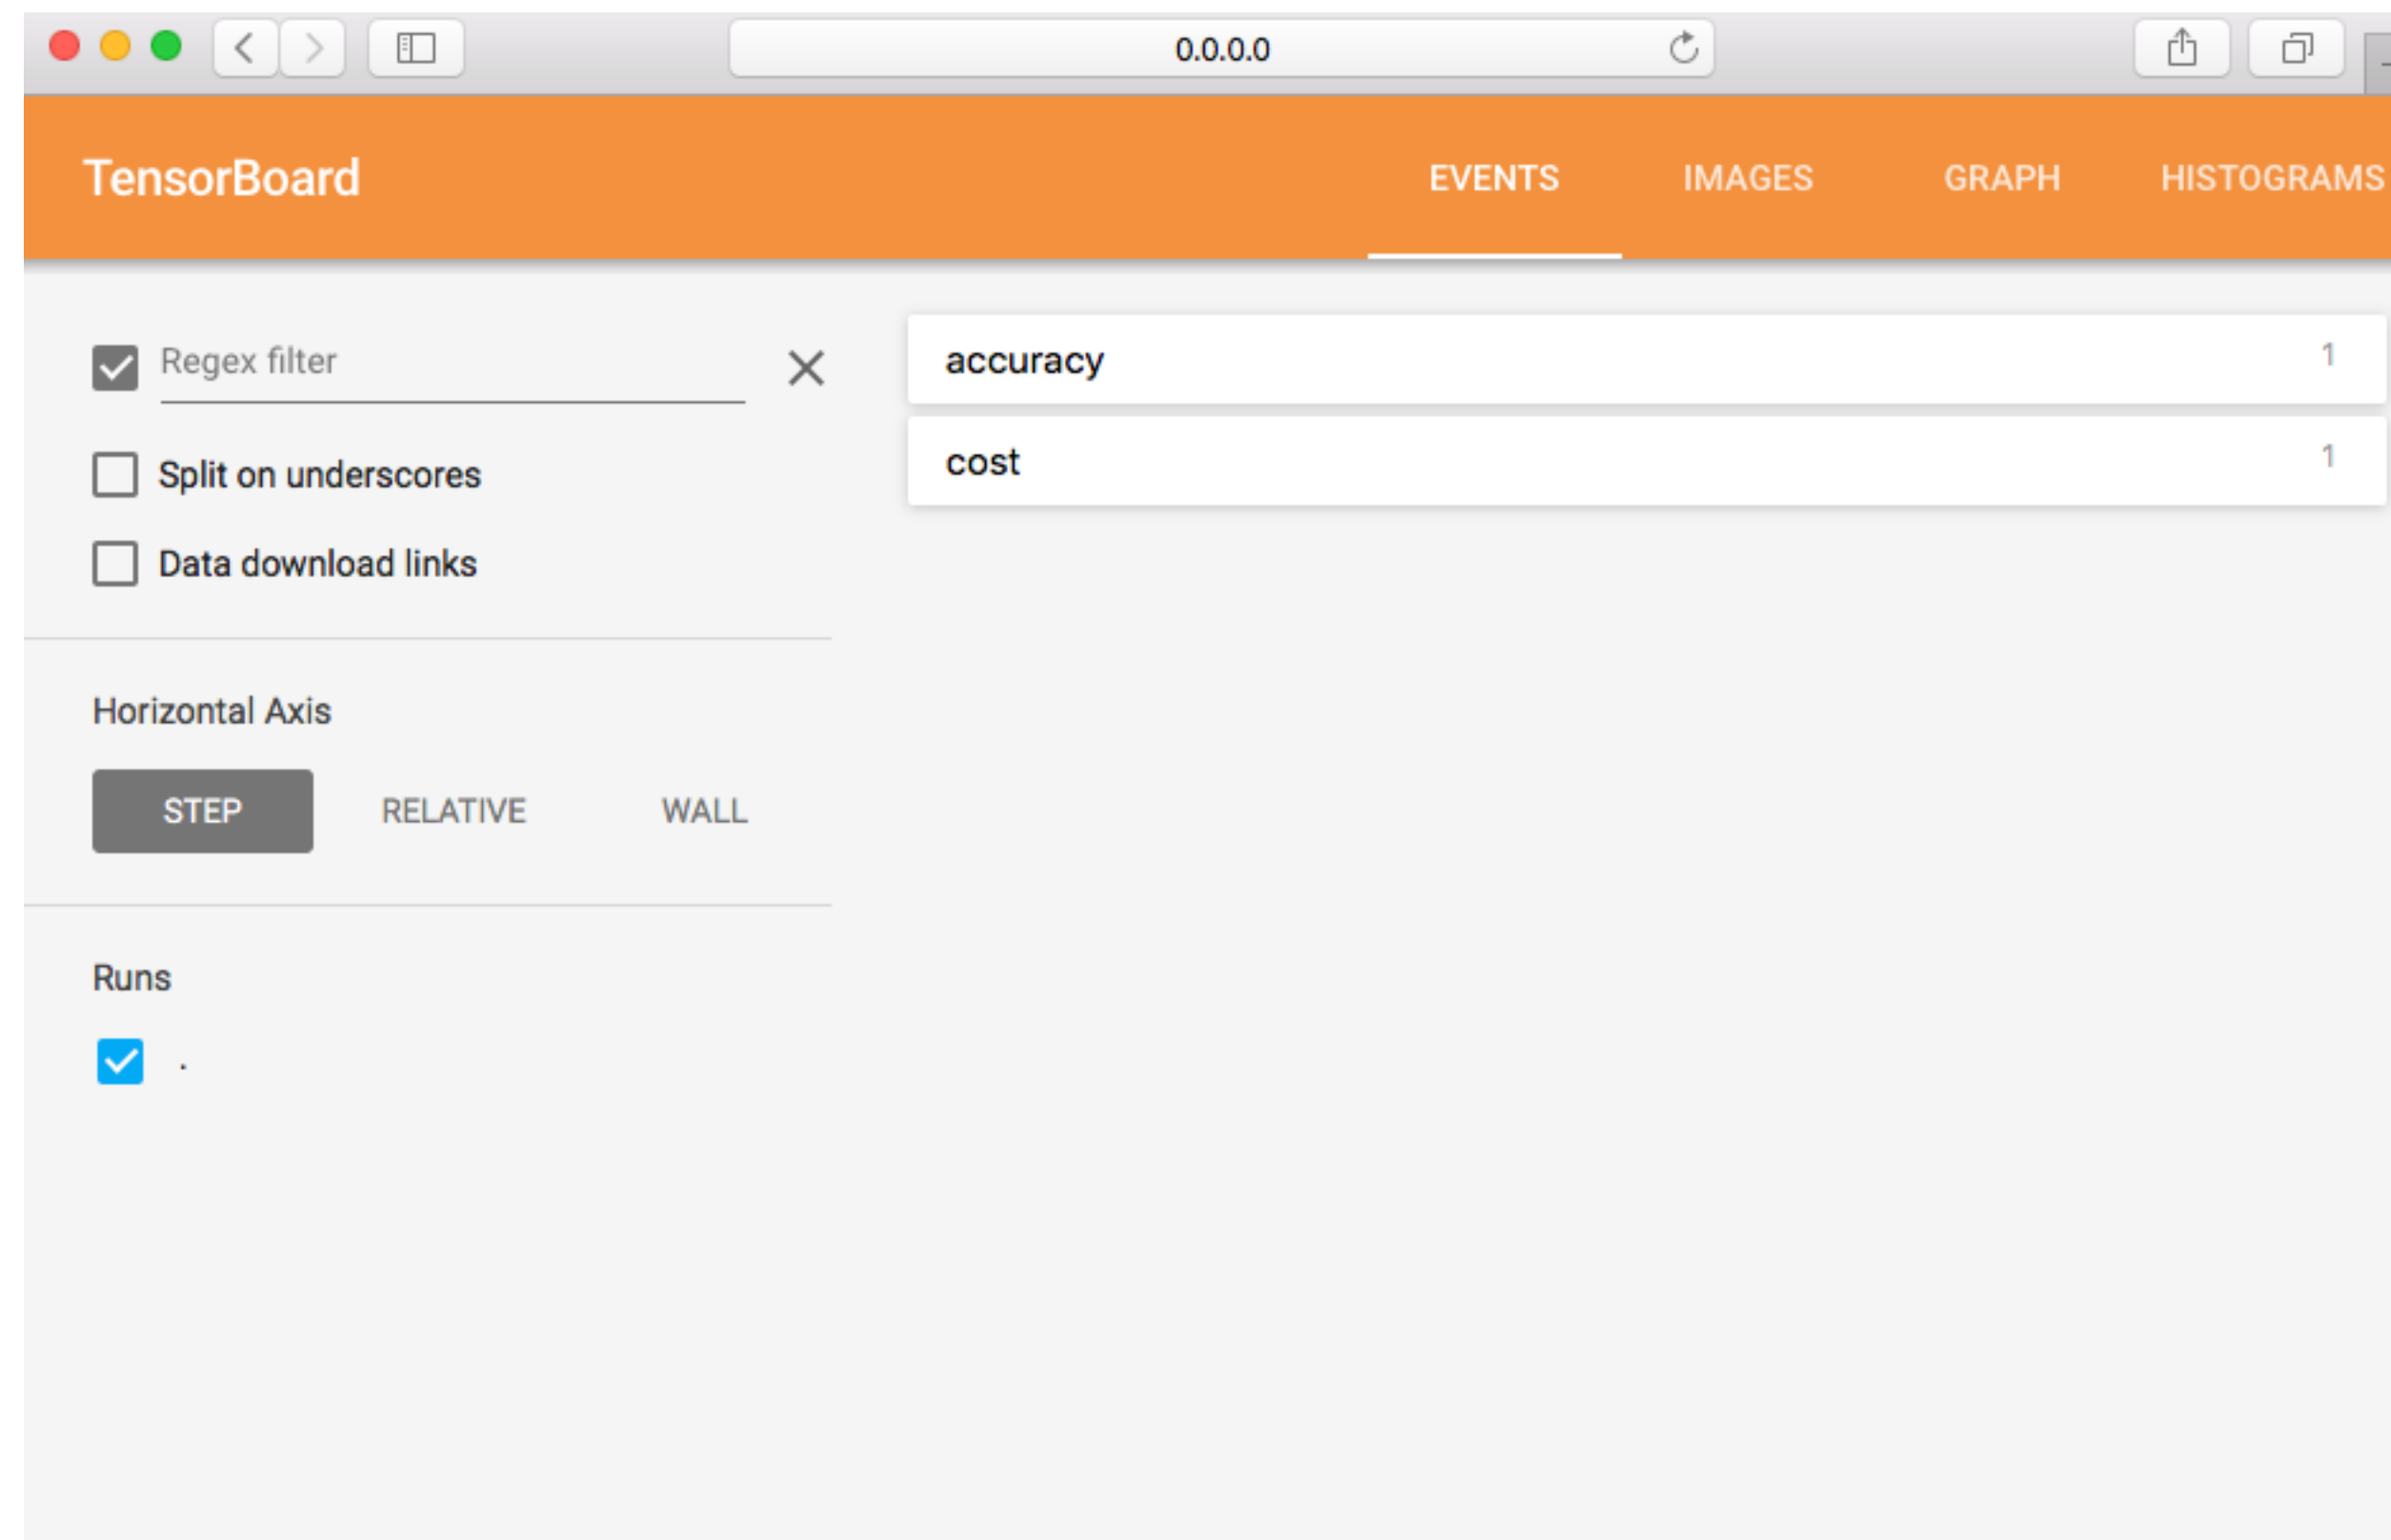 0.0.0.0
TensorBoard
EVENTS IMAGES GRAPH HISTOGRAMS
Regex filter
Split on underscores
Data download links
Horizontal Axis
STEP RELATIVE WALL
Runs
.
accuracy 1
cost 1